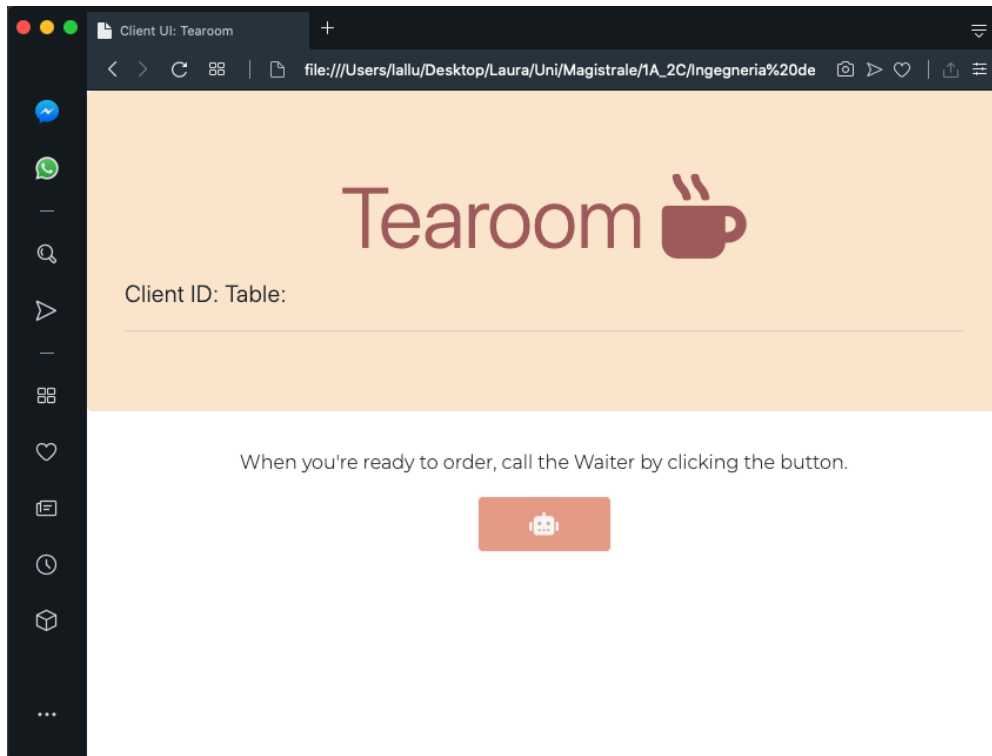 Client UI: Tearoom
file:///Users/lallu/Desktop/Laura/Uni/Magistrale/1A_2C/Ingegneria%20de
Tearoom
Client ID: Table:
When you're ready to order, call the Waiter by clicking the button.